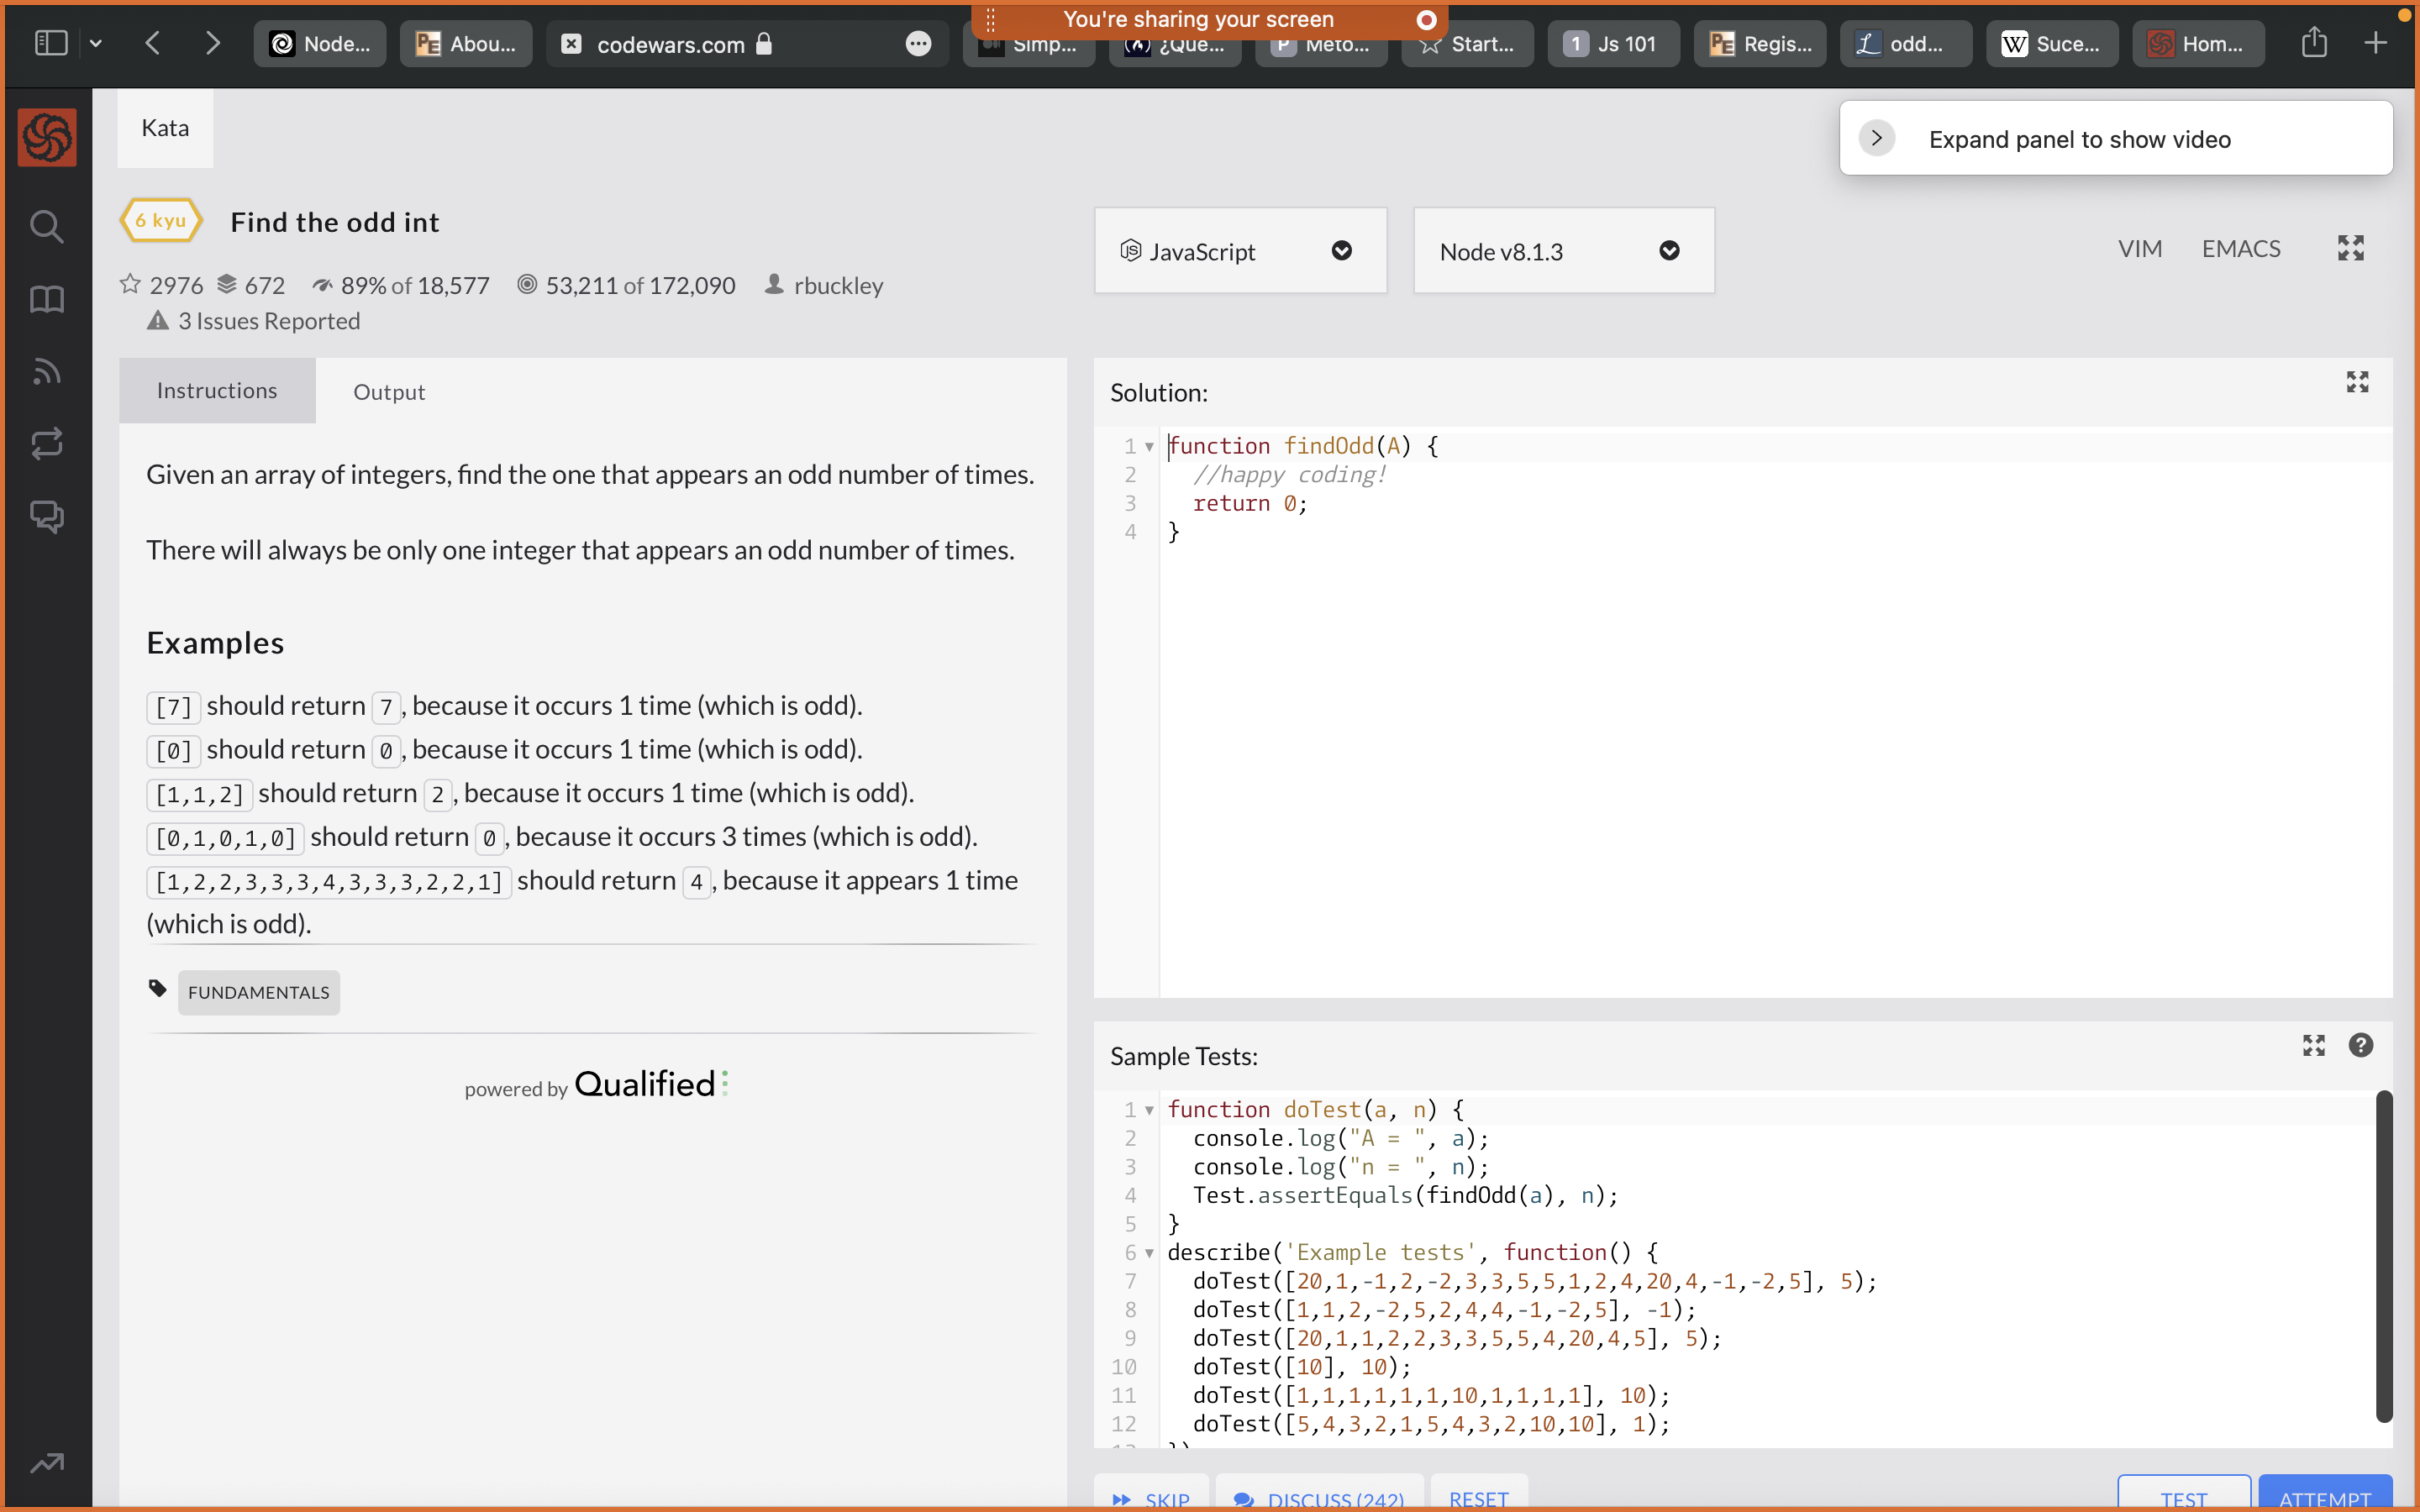 You're sharing your screen
Node...
Abou...
codewars.com
Simp...
¿Que...
Meto...
Start...
Js 101
Regis...
odd...
Suce...
Hom...
Kata
Expand panel to show video
6 kyu
Find the odd int
JavaScript
Node v8.1.3
VIM
EMACS
2976 672 89% of 18,577 53,211 of 172,090 rbuckley
3 Issues Reported
Instructions
Output
Given an array of integers, find the one that appears an odd number of times.
There will always be only one integer that appears an odd number of times.
Examples
[7] should return 7, because it occurs 1 time (which is odd).
[0] should return 0, because it occurs 1 time (which is odd).
[1,1,2] should return 2, because it occurs 1 time (which is odd).
[0,1,0,1,0] should return 0, because it occurs 3 times (which is odd).
[1,2,2,3,3,3,4,3,3,3,2,2,1] should return 4, because it appears 1 time
(which is odd).
FUNDAMENTALS
powered by Qualified
Solution:
1 function findOdd(A) {
2 //happy coding!
3 return 0;
4 }
Sample Tests:
1 function doTest(a, n) {
2 console.log("A = ", a);
3 console.log("n = ", n);
4 Test.assertEquals(findOdd(a), n);
5 }
6 describe('Example tests', function() {
7 doTest([20,1,-1,2,-2,3,3,5,5,1,2,4,20,4,-1,-2,5], 5);
8 doTest([1,1,2,-2,5,2,4,4,-1,-2,5], -1);
9 doTest([20,1,1,2,2,3,3,5,5,4,20,4,5], 5);
10 doTest([10], 10);
11 doTest([1,1,1,1,1,1,10,1,1,1,1], 10);
12 doTest([5,4,3,2,1,5,4,3,2,10,10], 1);
SKIP
DISCUSS (242)
RESET
TEST
ATTEMPT